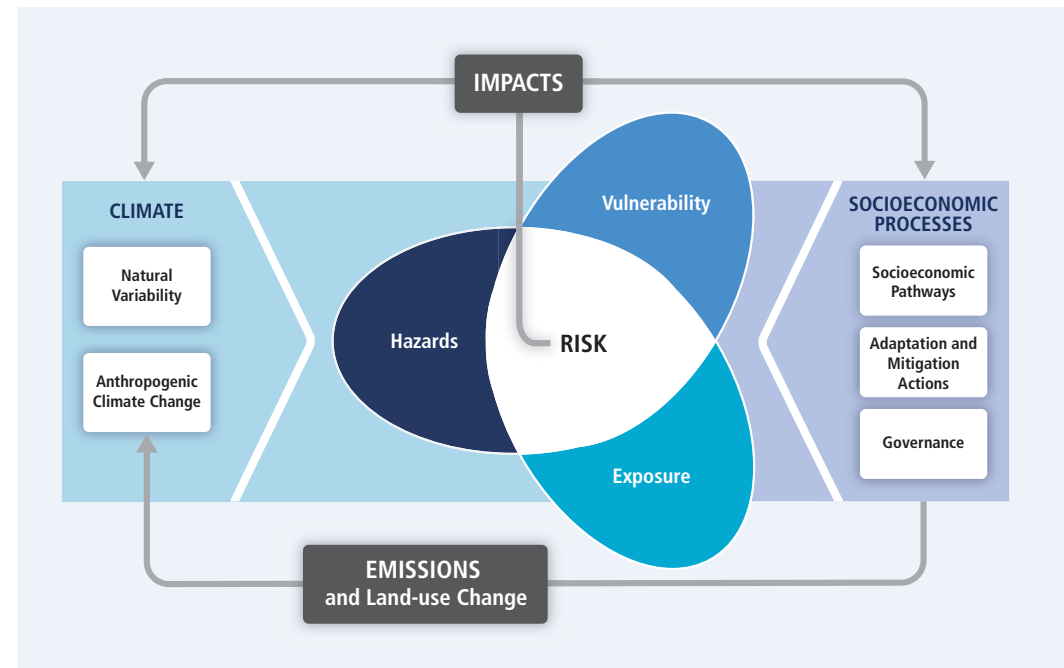 IMPACTS
CLIMATE
Natural
Variability
Anthropogenic
Climate Change
Hazards
Vulnerability
RISK
Exposure
SOCIOECONOMIC
PROCESSES
Socioeconomic
Pathways
Adaptation and
Mitigation
Actions
Governance
EMISSIONS
and Land-use Change